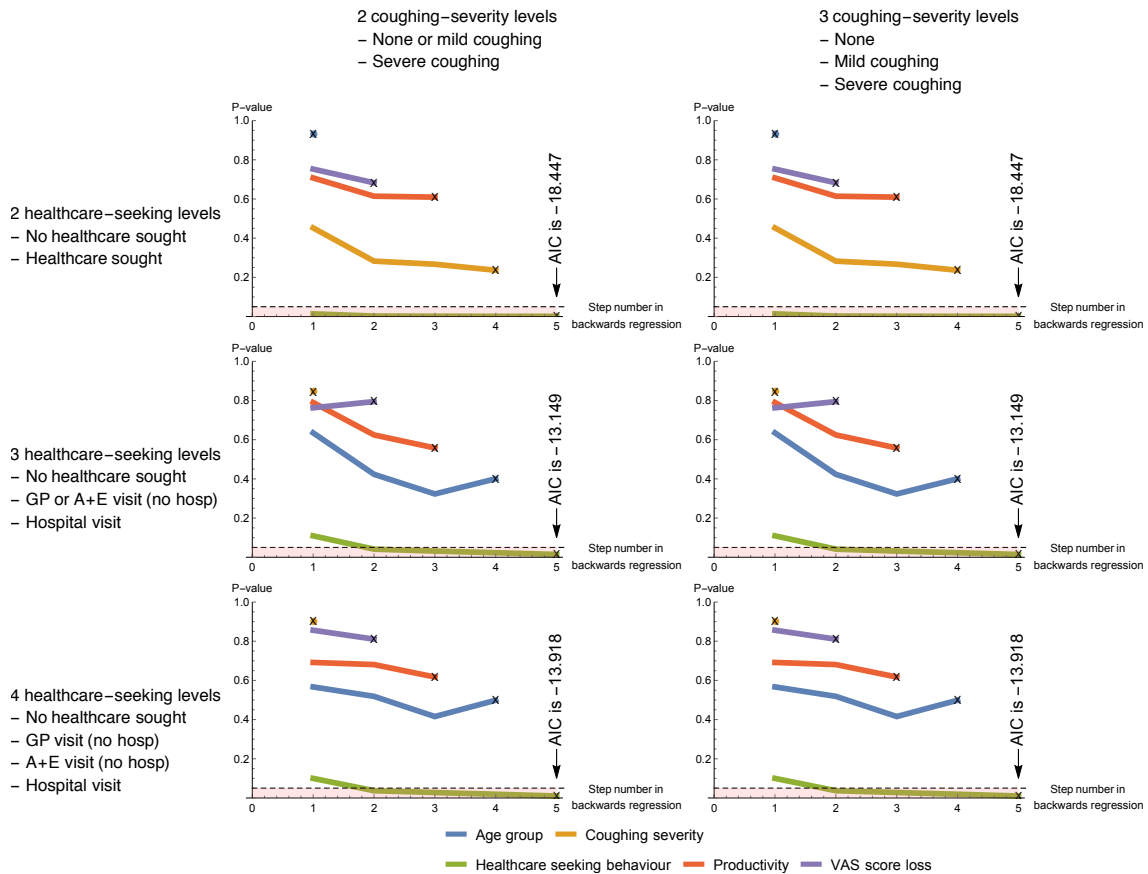 2 coughing−severity levels
− None or mild coughing
− Severe coughing
3 coughing−severity levels
− None
− Mild coughing
− Severe coughing
2 healthcare−seeking levels
− No healthcare sought
− Healthcare sought
P−value
1.0
0.8
0.6
0.4
0.2
0 1 2 3 4 5
AIC is −18.447
Step number in
backwards regression
P−value
1.0
0.8
0.6
0.4
0.2
0 1 2 3 4 5
AIC is −18.447
Step number in
backwards regression
3 healthcare−seeking levels
− No healthcare sought
− GP or A+E visit (no hosp)
− Hospital visit
P−value
1.0
0.8
0.6
0.4
0.2
0 1 2 3 4 5
AIC is −13.149
Step number in
backwards regression
P−value
1.0
0.8
0.6
0.4
0.2
0 1 2 3 4 5
AIC is −13.149
Step number in
backwards regression
4 healthcare−seeking levels
− No healthcare sought
− GP visit (no hosp)
− A+E visit (no hosp)
− Hospital visit
P−value
1.0
0.8
0.6
0.4
0.2
0 1 2 3 4 5
AIC is −13.918
Step number in
backwards regression
P−value
1.0
0.8
0.6
0.4
0.2
0 1 2 3 4 5
AIC is −13.918
Step number in
backwards regression
Age group Coughing severity
Healthcare seeking behaviour Productivity VAS score loss